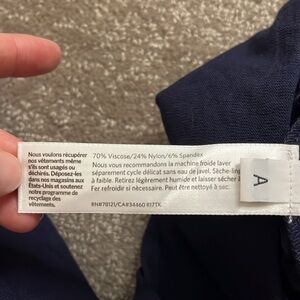 Nous voulons récupérer
nos vêtements même
s'ils sont usagés ou
déchirés. Déposez-les
dans nos magasins aux
États-Unis et soutenez
notre programme de
recyclage des
vêtements.
70% Viscose/24% Nylon/6% Spandex
Nous vous recommandons la machine froide laver
séparement cycle délicat sans eau de javel. Sèche-ling
à faible. Retirez légèrement humide et laisser sécher
Fer refroidir si nécessaire. Peut être nettoyé à sec.
RN#78121/CA#34460 R17TK
A